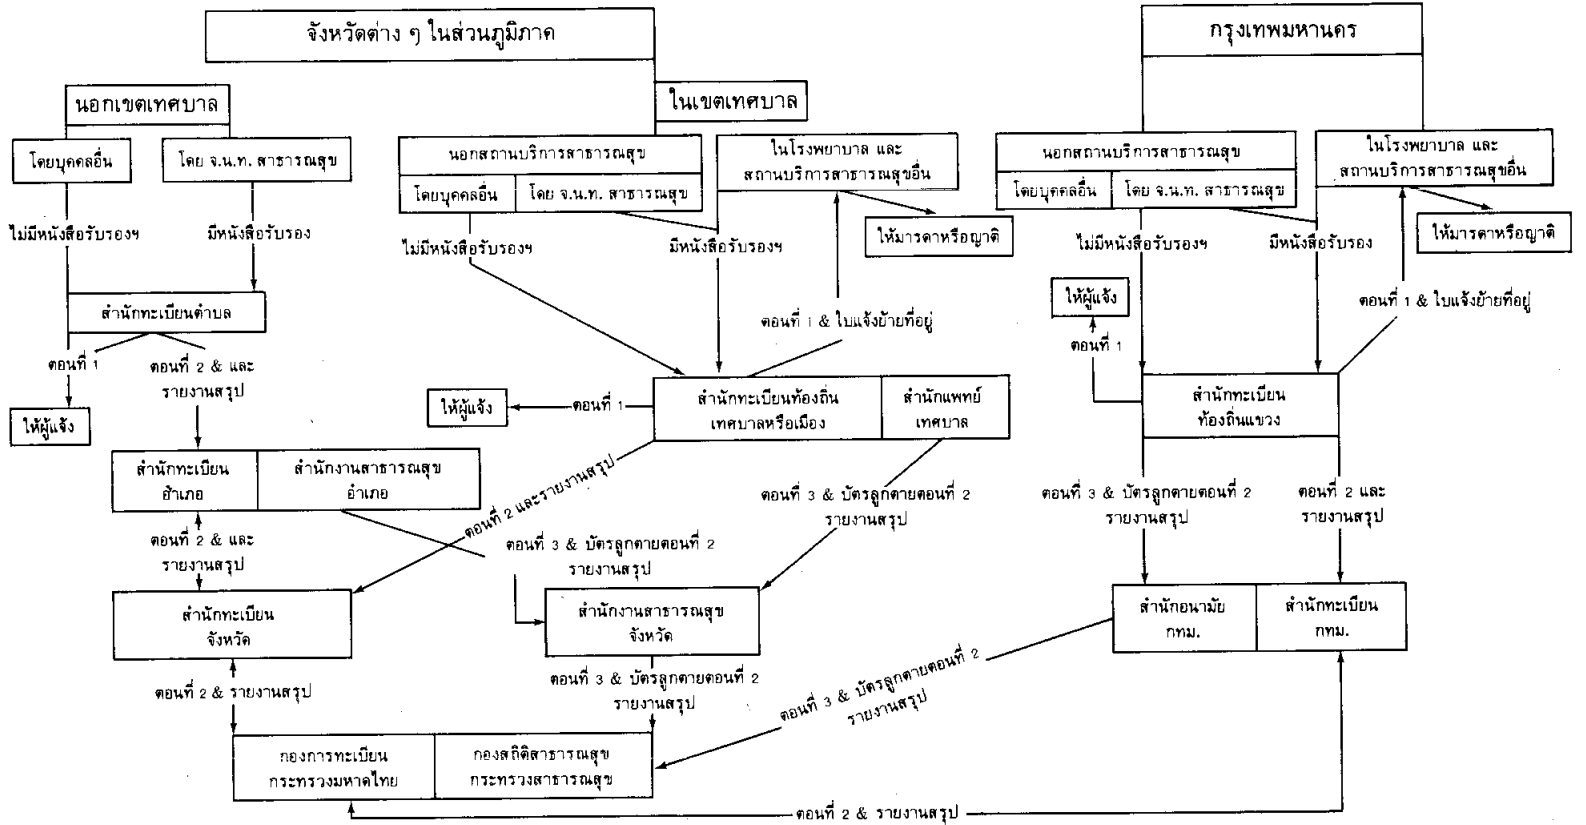 จังหวัดต่าง ๆ ในส่วนภูมิภาค
กรุงเทพมหานคร
นอกเขตเทศบาล
ในเขตเทศบาล
โดยบุคคลอื่น
โดย จ.น.ท. สาธารณสุข
นอกสถานบริการสาธารณสุข
โดยบุคคลอื่น
โดย จ.น.ท. สาธารณสุข
ในโรงพยาบาล และ
สถานบริการสาธารณสุขอื่น
นอกสถานบริการสาธารณสุข
โดยบุคคลอื่น
โดย จ.น.ท. สาธารณสุข
ในโรงพยาบาล และ
สถานบริการสาธารณสุขอื่น
ไม่มีหนังสือรับรองฯ
มีหนังสือรับรอง
ไม่มีหนังสือรับรองฯ
มีหนังสือรับรองฯ
ให้มารดาหรือญาติ
ไม่มีหนังสือรับรองฯ
มีหนังสือรับรอง
ให้มารดาหรือญาติ
สำนักทะเบียนตำบล
ให้ผู้แจ้ง
ตอนที่ 1 & ใบแจ้งย้ายที่อยู่
ตอนที่ 1 & ใบแจ้งย้ายที่อยู่
ตอนที่ 1
ตอนที่ 1
ตอนที่ 2 & และ
รายงานสรุป
ให้ผู้แจ้ง
ให้ผู้แจ้ง
ตอนที่ 1
สำนักทะเบียนท้องถิ่น
เทศบาลหรือเมือง
สำนักแพทย์
เทศบาล
สำนักทะเบียน
ท้องถิ่นแขวง
สำนักทะเบียน
อำเภอ
สำนักงานสาธารณสุข
อำเภอ
ตอนที่ 2 และรายงานสรุป
ตอนที่ 3 & บัตรลูกตายตอนที่ 2
รายงานสรุป
ตอนที่ 3 & บัตรลูกตายตอนที่ 2
รายงานสรุป
ตอนที่ 2 และ
รายงานสรุป
ตอนที่ 2 & และ
รายงานสรุป
ตอนที่ 3 & บัตรลูกตายตอนที่ 2
รายงานสรุป
สำนักทะเบียน
จังหวัด
สำนักงานสาธารณสุข
จังหวัด
สำนักอนามัย
กทม.
สำนักทะเบียน
กทม.
ตอนที่ 2 & รายงานสรุป
ตอนที่ 3 & บัตรลูกตายตอนที่ 2
รายงานสรุป
ตอนที่ 3 & บัตรลูกตายตอนที่ 2
รายงานสรุป
กองการทะเบียน
กระทรวงมหาดไทย
กองสถิติสาธารณสุข
กระทรวงสาธารณสุข
ตอนที่ 2 & รายงานสรุป